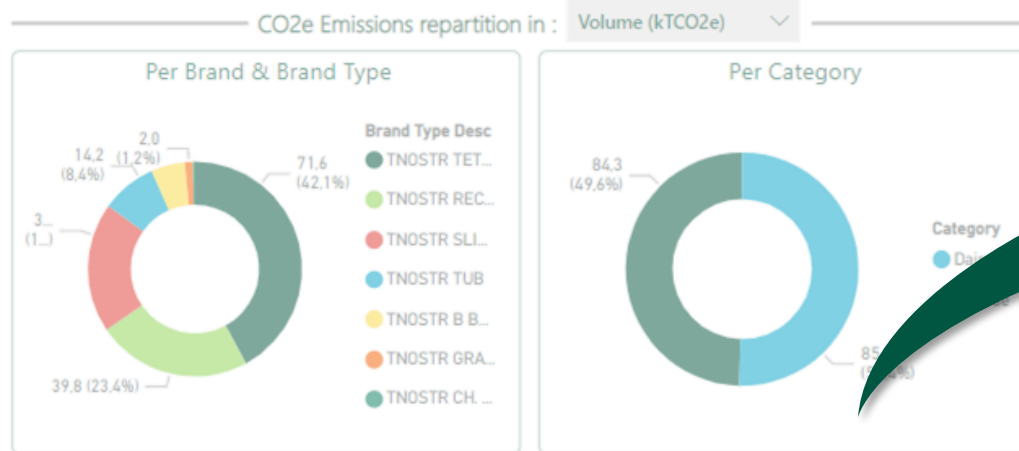 CO2e Emissions repartition in : Volume (kTCO2e)
Per Brand & Brand Type
2,0
(1,2%)
14,2
(8,4%)
71,6
(42,1%)
3...
(1...)
39,8 (23,4%)
Brand Type Desc
TNOSTR TET...
TNOSTR REC...
TNOSTR SLI...
TNOSTR TUB
TNOSTR B B...
TNOSTR GRA...
TNOSTR CH. ...
Per Category
84,3
(49,6%)
Category